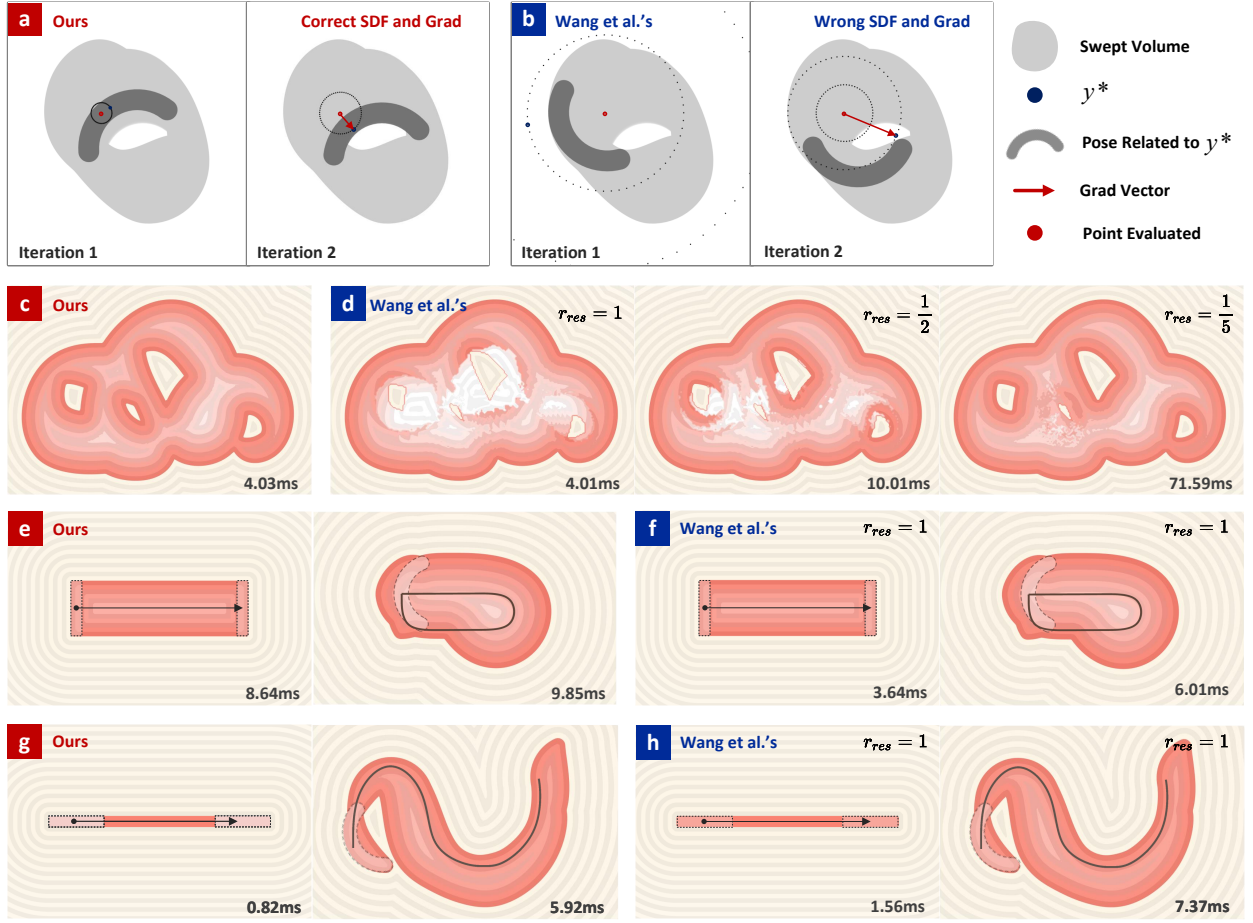 a Ours Correct SDF and Grad
Iteration 1 Iteration 2
b Wang et al.'s Wrong SDF and Grad
Iteration 1 Iteration 2
Swept Volume
y*
Pose Related to y*
Grad Vector
Point Evaluated
c Ours
4.03ms
d Wang et al.'s
r_res = 1
4.01ms
r_res = 1/2
10.01ms
r_res = 1/5
71.59ms
e Ours
8.64ms 9.85ms
f Wang et al.'s r_res = 1 r_res = 1
3.64ms 6.01ms
g Ours
0.82ms 5.92ms
h Wang et al.'s r_res = 1 r_res = 1
1.56ms 7.37ms